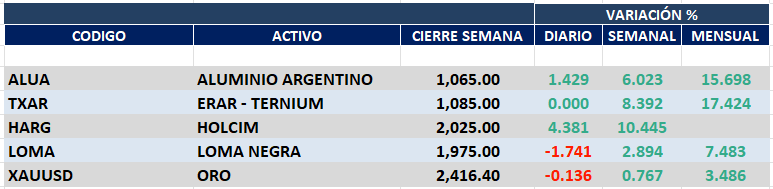 VARIACIÓN %
CODIGO ACTIVO CIERRE SEMANA DIARIO SEMANAL MENSUAL
ALUA ALUMINIO ARGENTINO 1,065.00 1.429 6.023 15.698
TXAR ERAR - TERNIUM 1,085.00 0.000 8.392 17.424
HARG HOLCIM 2,025.00 4.381 10.445
LOMA LOMA NEGRA 1,975.00 -1.741 2.894 7.483
XAUUSD ORO 2,416.40 -0.136 0.767 3.486